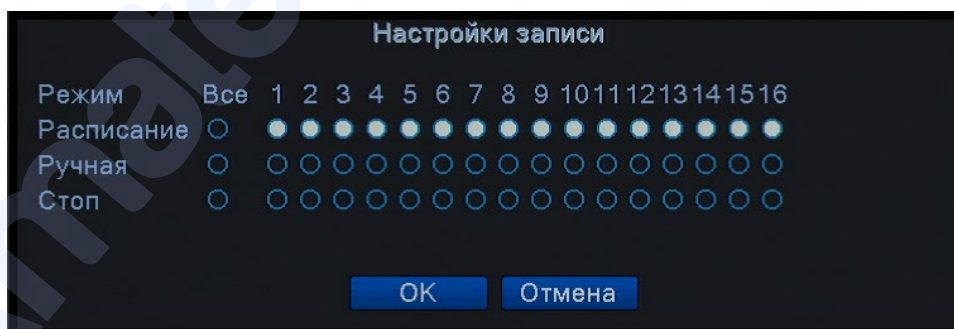 Настройки записи
Режим Все 1 2 3 4 5 6 7 8 9 10 11 12 13 14 15 16
Расписание
Ручная
Стоп
OK Отмена